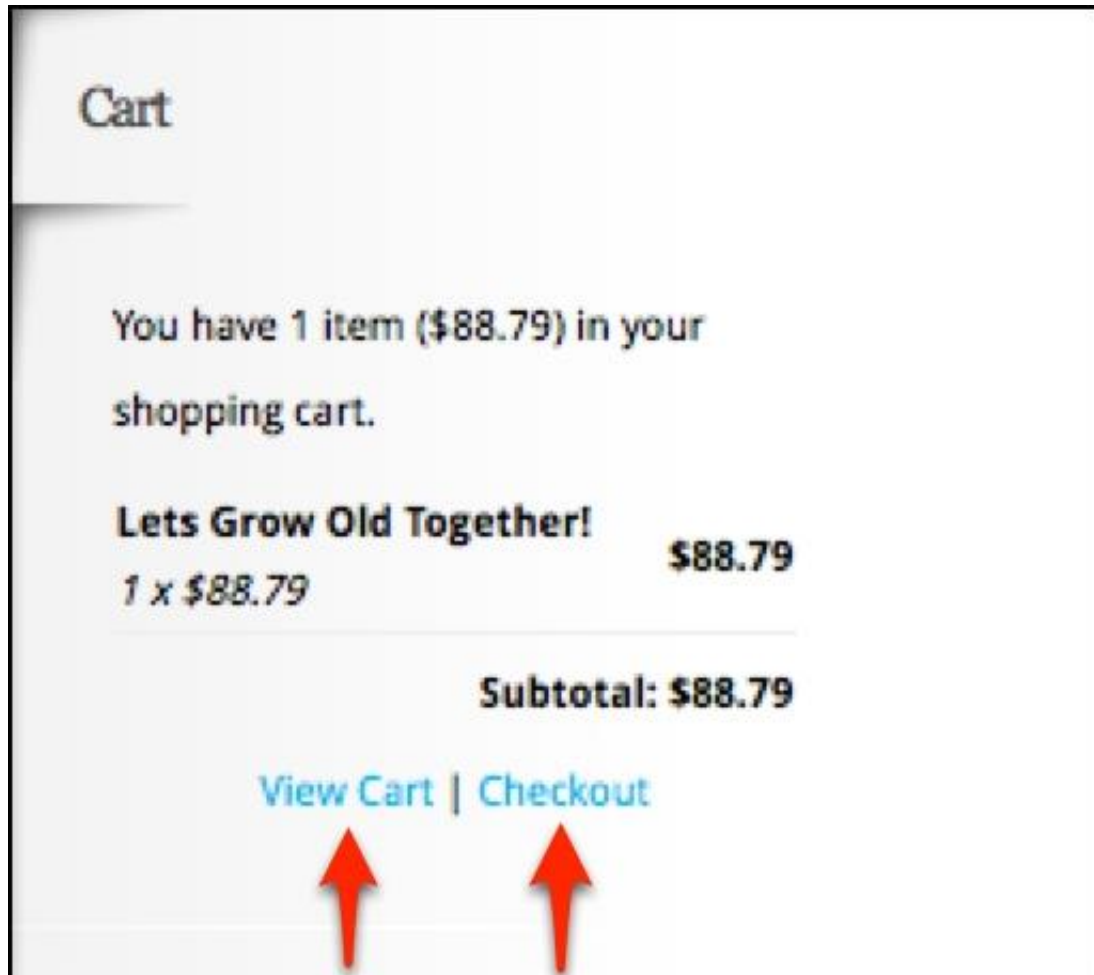 Cart
You have 1 item ($88.79) in your
shopping cart.
Lets Grow Old Together!
$88.79
1 x $88.79
Subtotal: $88.79
View Cart | Checkout